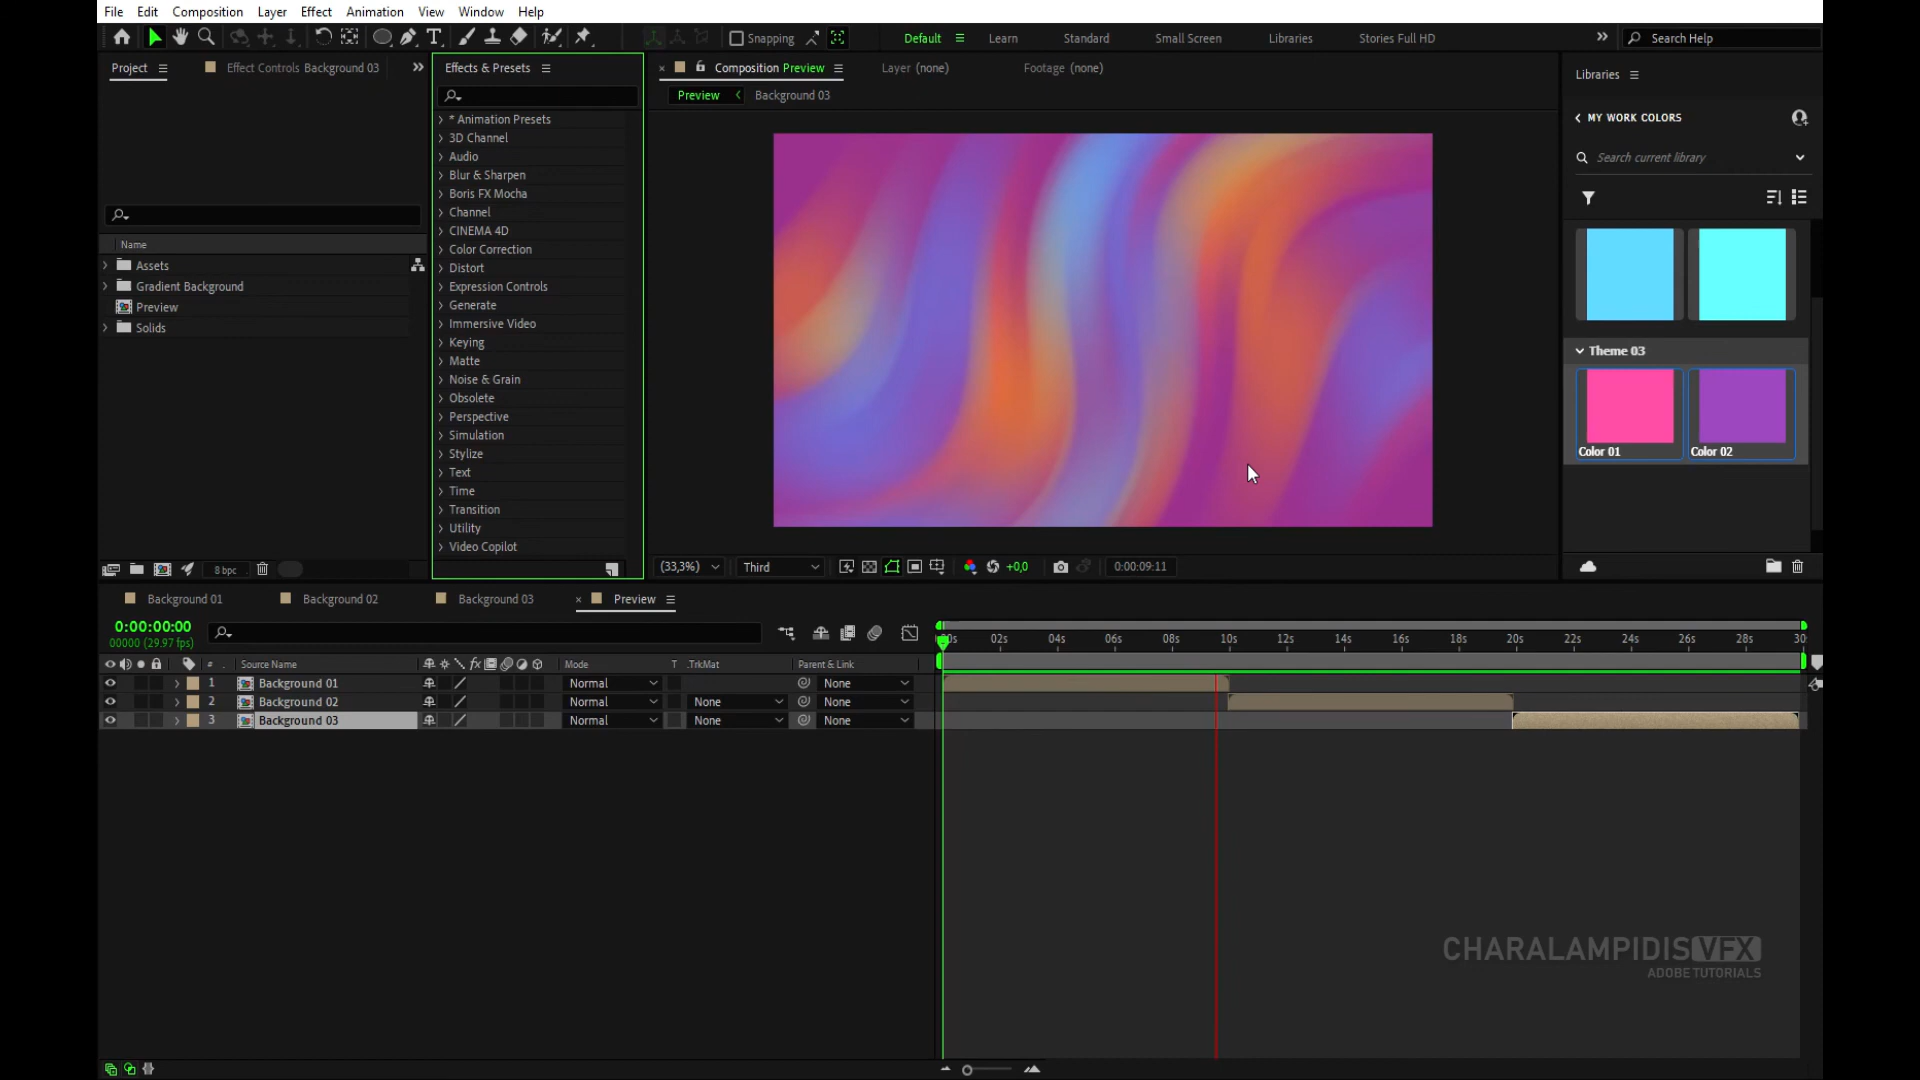 File Edit Composition Layer Effect Animation View Window Help
Snapping Default Learn Standard Small Screen Libraries Stories Full HD Search Help
Project Effect Controls Background 03
Name
Assets
Gradient Background
Preview
Solids
8 bpc
Effects & Presets
* Animation Presets
3D Channel
Audio
Blur & Sharpen
Boris FX Mocha
Channel
CINEMA 4D
Color Correction
Distort
Expression Controls
Generate
Immersive Video
Keying
Matte
Noise & Grain
Obsolete
Perspective
Simulation
Stylize
Text
Time
Transition
Utility
Video Copilot
Composition Preview Layer (none) Footage (none)
Preview Background 03
(33,3%) Third +0,0 0:00:09:11
Libraries
MY WORK COLORS
Search current library
Theme 03
Color 01 Color 02
Background 01 Background 02 Background 03 Preview
0:00:00:00
00000 (29.97 fps)
02s 04s 06s 08s 10s 12s 14s 16s 18s 20s 22s 24s 26s 28s 30
# Source Name Mode T .TrkMat Parent & Link
1 Background 01 Normal None
2 Background 02 Normal None None
3 Background 03 Normal None None
CHARALAMPIDIS VFX
ADOBE TUTORIALS